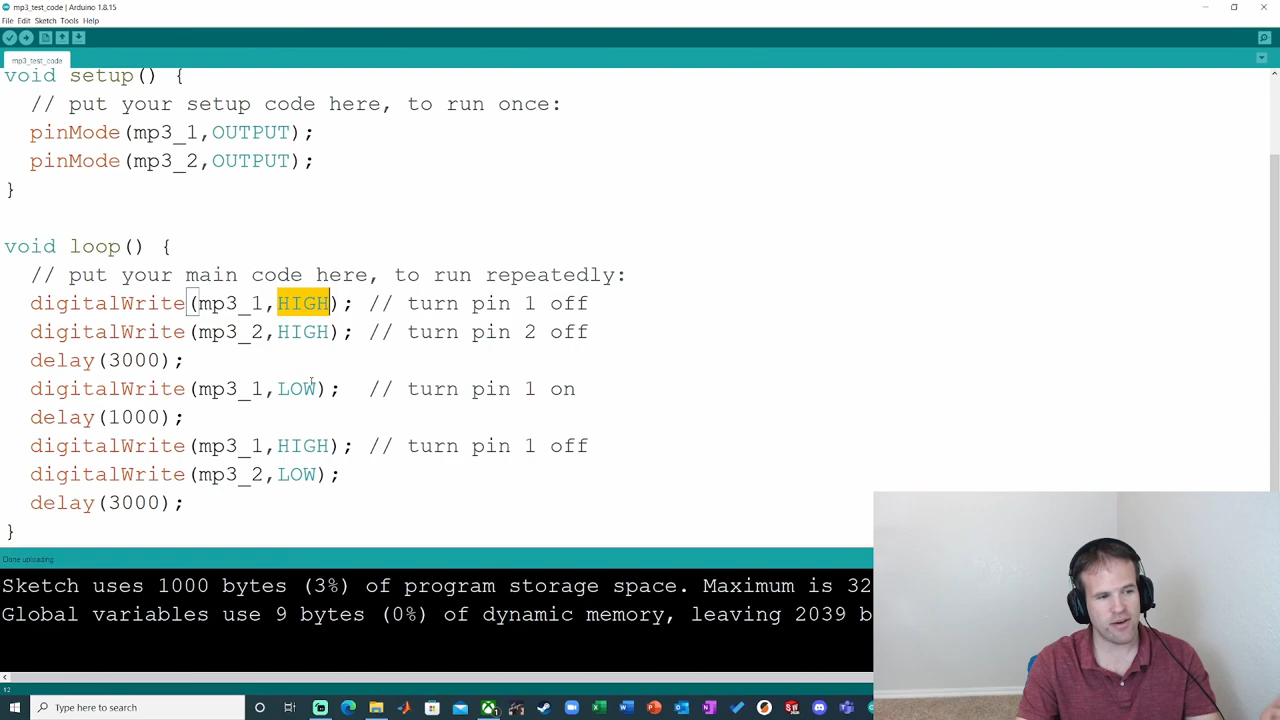 mp3_test_code | Arduino 1.8.15
File Edit Sketch Tools Help
mp3_test_code
void setup() {
// put your setup code here, to run once:
pinMode(mp3_1,OUTPUT);
pinMode(mp3_2,OUTPUT);
}
void loop() {
// put your main code here, to run repeatedly:
digitalWrite(mp3_1,HIGH); // turn pin 1 off
digitalWrite(mp3_2,HIGH); // turn pin 2 off
delay(3000);
digitalWrite(mp3_1,LOW); // turn pin 1 on
delay(1000);
digitalWrite(mp3_1,HIGH); // turn pin 1 off
digitalWrite(mp3_2,LOW);
delay(3000);
}
Done uploading.
Sketch uses 1000 bytes (3%) of program storage space. Maximum is 32
Global variables use 9 bytes (0%) of dynamic memory, leaving 2039 b
12
Type here to search